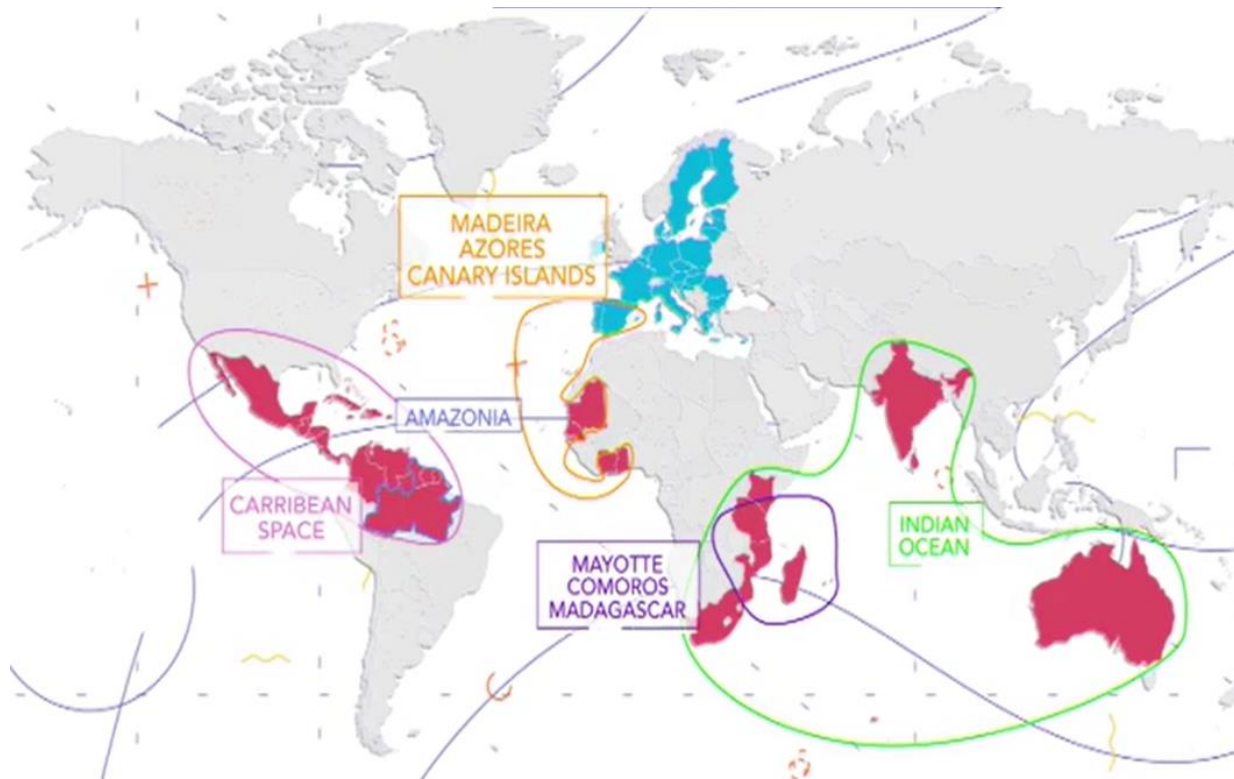 MADEIRA
AZORES
CANARY ISLANDS
AMAZONIA
CARRIBEAN
SPACE
INDIAN
OCEAN
MAYOTTE
COMOROS
MADAGASCAR